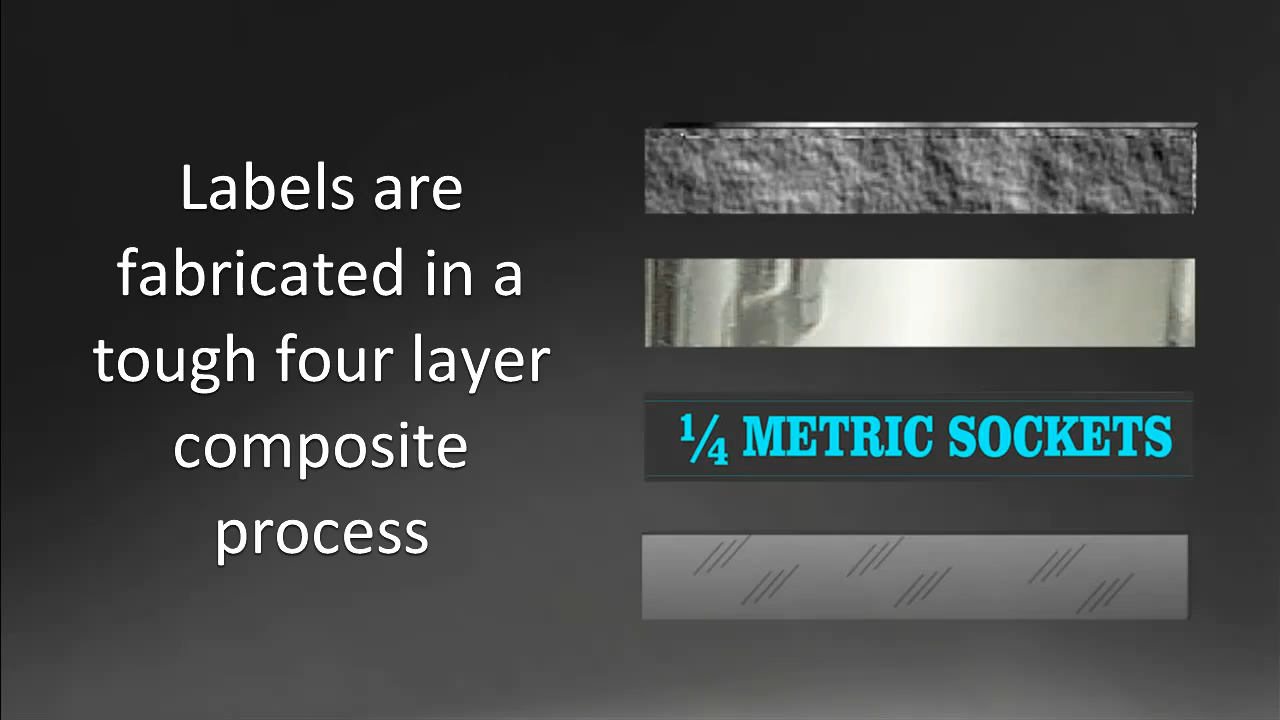 Labels are
fabricated in a
tough four layer
composite
process
¼ METRIC SOCKETS